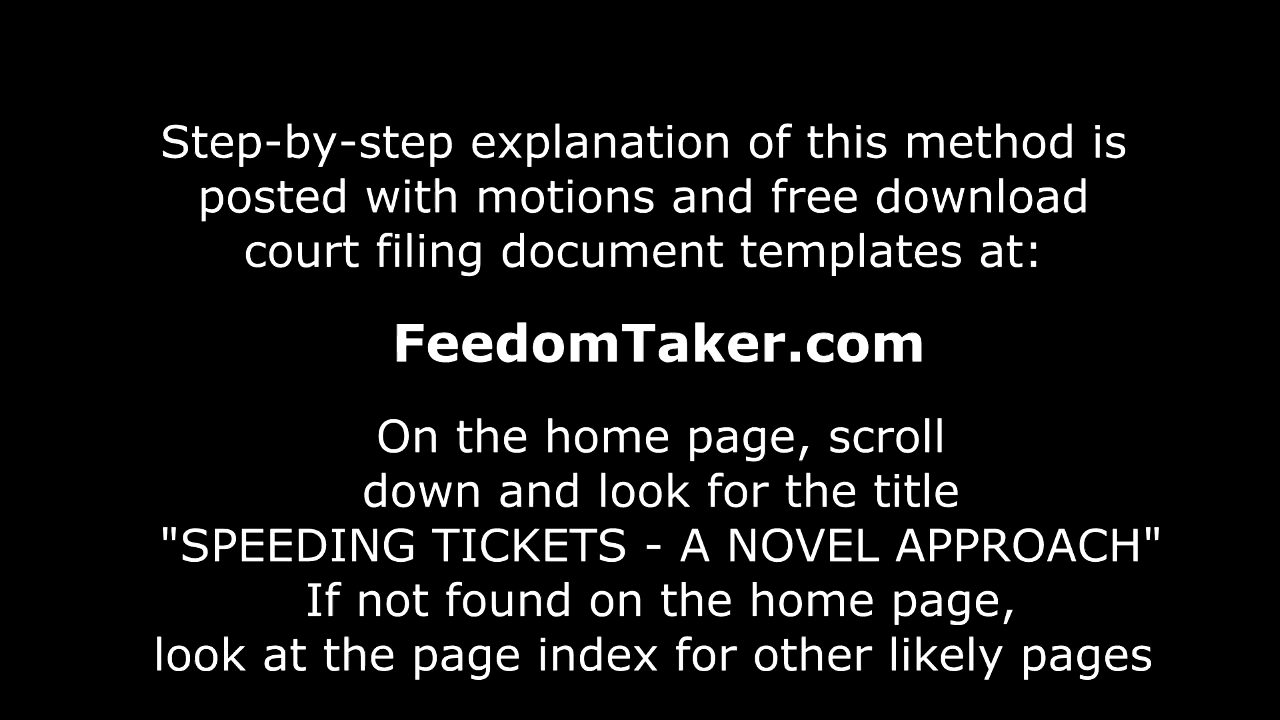 Step-by-step explanation of this method is
posted with motions and free download
court filing document templates at:
FeedomTaker.com
On the home page, scroll
down and look for the title
"SPEEDING TICKETS - A NOVEL APPROACH"
If not found on the home page,
look at the page index for other likely pages